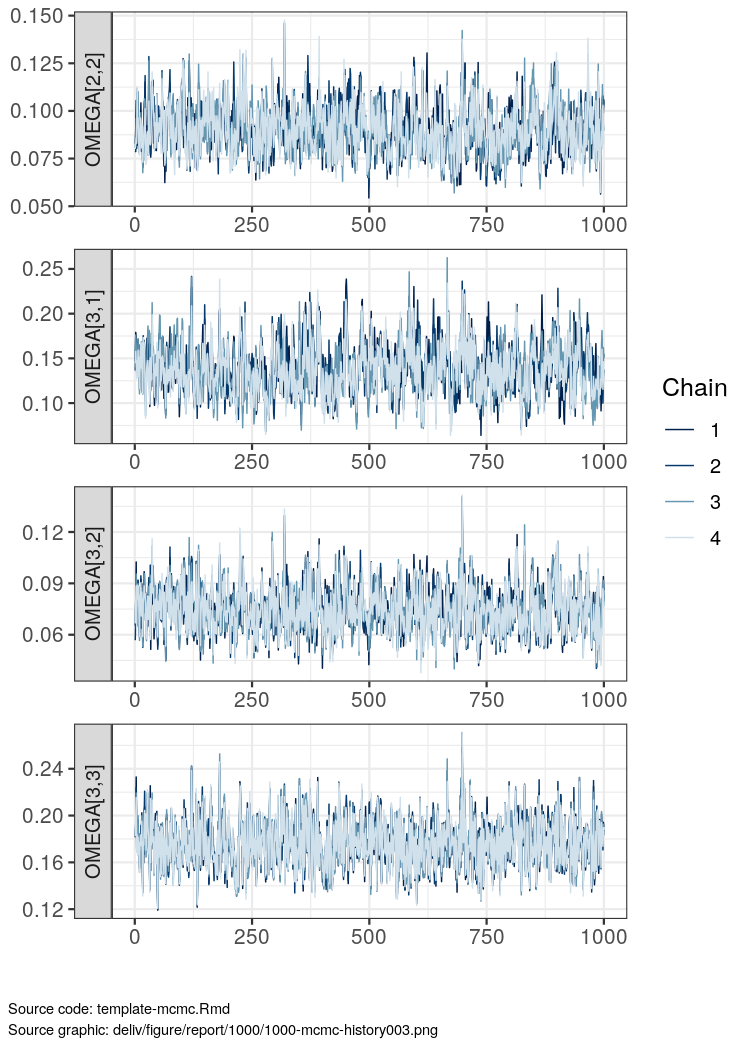 OMEGA[2,2]
0.150
0.125
0.100
0.075
0.050
0 250 500 750 1000
OMEGA[3,1]
0.25
0.20
0.15
0.10
0 250 500 750 1000
OMEGA[3,2]
0.12
0.09
0.06
0 250 500 750 1000
OMEGA[3,3]
0.24
0.20
0.16
0.12
0 250 500 750 1000
Chain
1
2
3
4
Source code: template-mcmc.Rmd
Source graphic: deliv/figure/report/1000/1000-mcmc-history003.png